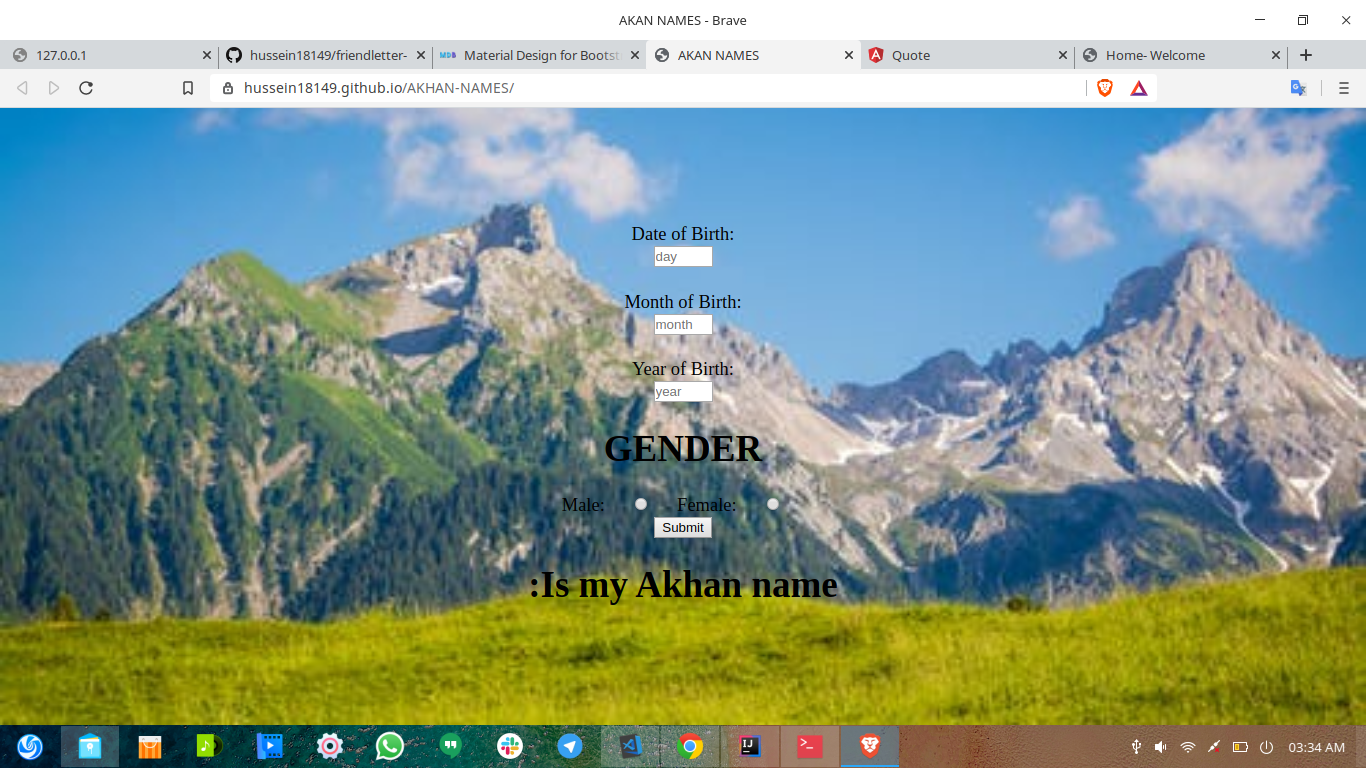 AKAN NAMES - Brave
127.0.0.1
hussein18149/friendletter-
Material Design for Bootst
AKAN NAMES
Quote
Home- Welcome
hussein18149.github.io/AKHAN-NAMES/
Date of Birth:
day
Month of Birth:
month
Year of Birth:
year
GENDER
Male: Female:
Submit
:Is my Akhan name
03:34 AM